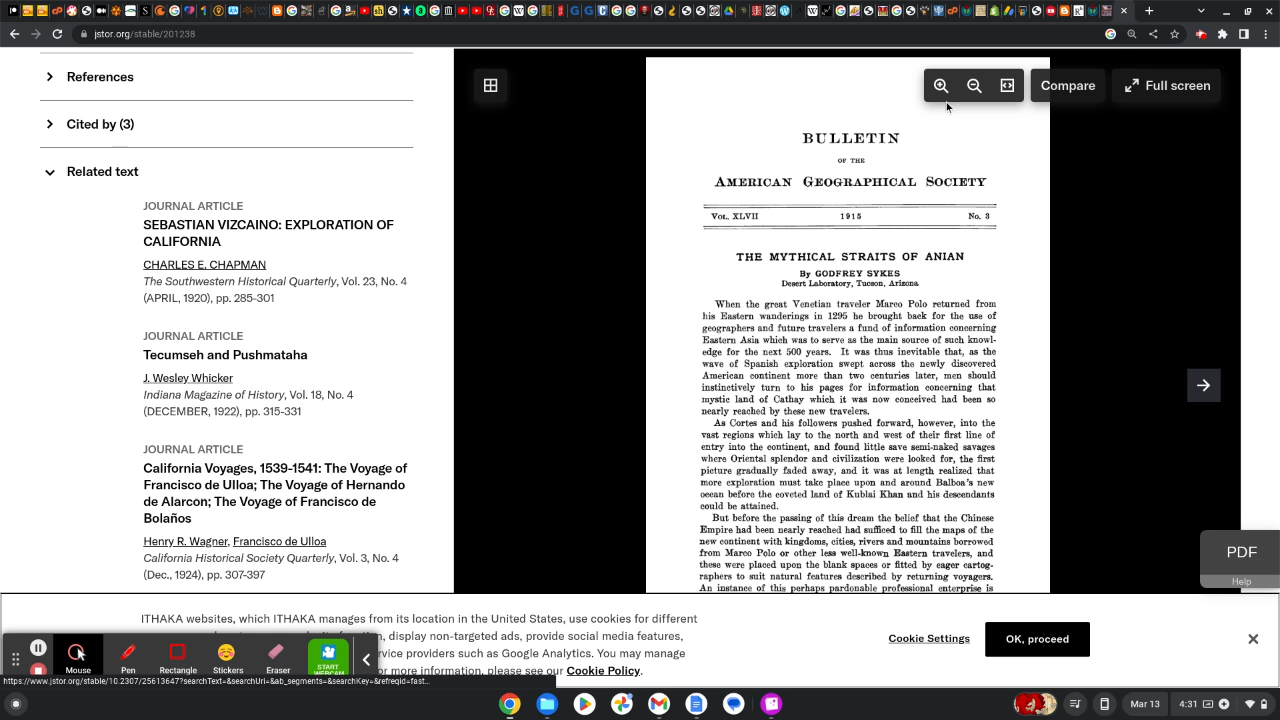 jstor.org/stable/201238
References
Cited by (3)
Related text
JOURNAL ARTICLE
SEBASTIAN VIZCAINO: EXPLORATION OF
CALIFORNIA
CHARLES E. CHAPMAN
The Southwestern Historical Quarterly, Vol. 23, No. 4
(APRIL, 1920), pp. 285-301
JOURNAL ARTICLE
Tecumseh and Pushmataha
J. Wesley Whicker
Indiana Magazine of History, Vol. 18, No. 4
(DECEMBER, 1922), pp. 315-331
JOURNAL ARTICLE
California Voyages, 1539-1541: The Voyage of
Francisco de Ulloa; The Voyage of Hernando
de Alarcon; The Voyage of Francisco de
Bolaños
Henry R. Wagner, Francisco de Ulloa
California Historical Society Quarterly, Vol. 3, No. 4
(Dec., 1924), pp. 307-397
Compare
Full screen
BULLETIN
OF THE
AMERICAN GEOGRAPHICAL SOCIETY
VOL. XLVII 1915 No. 3
THE MYTHICAL STRAITS OF ANIAN
By GODFREY SYKES
Desert Laboratory, Tucson, Arizona
When the great Venetian traveler Marco Polo returned from
his Eastern wanderings in 1295 he brought back for the use of
geographers and future travelers a fund of information concerning
Eastern Asia which was to serve as the main source of such knowl-
edge for the next 500 years. It was thus inevitable that, as the
wave of Spanish exploration swept across the newly discovered
American continent more than two centuries later, men should
instinctively turn to his pages for information concerning that
mystic land of Cathay which it was now conceived had been so
nearly reached by these new travelers.
As Cortes and his followers pushed forward, however, into the
vast regions which lay to the north and west of their first line of
entry into the continent, and found little save semi-naked savages
where Oriental splendor and civilization were looked for, the first
picture gradually faded away, and it was at length realized that
more exploration must take place upon and around Balboa's new
ocean before the coveted land of Kublai Khan and his descendants
could be attained.
But before the passing of this dream the belief that the Chinese
Empire had been nearly reached had sufficed to fill the maps of the
new continent with kingdoms, cities, rivers and mountains borrowed
from Marco Polo or other less well-known Eastern travelers, and
these were placed upon the blank spaces or fitted by eager cartog-
raphers to suit natural features described by returning voyagers.
An instance of this perhaps pardonable professional enterprise is
PDF
Help
ITHAKA websites, which ITHAKA manages from its location in the United States, use cookies for different
display non-targeted ads, provide social media features,
rvice providers such as Google Analytics. You may manage
or more information, please see our Cookie Policy.
Cookie Settings
OK, proceed
Mouse
Pen
Rectangle
Stickers
Eraser
START
WEBCAM
https://www.jstor.org/stable/10.2307/25613647?searchText=&searchUri=&ab_segments=&searchKey=&refreqid=fast...
Mar 13
4:31